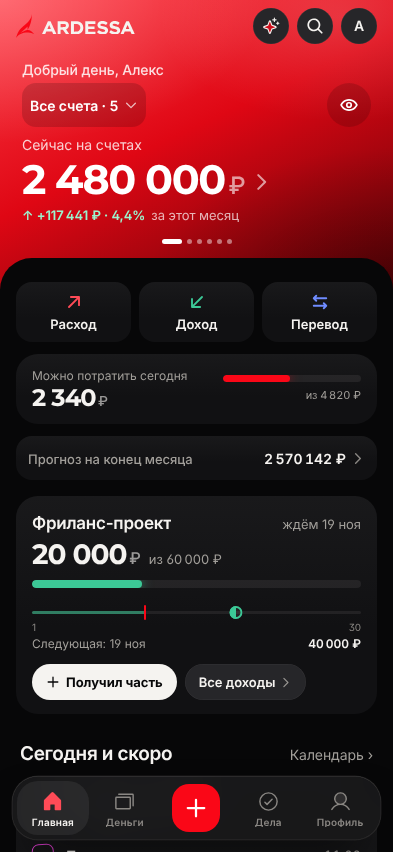 ARDESSA
A
Добрый день, Алекс
Все счета · 5
Сейчас на счетах
2 480 000 ₽
↑ +117 441 ₽ · 4,4% за этот месяц
Расход
Доход
Перевод
Можно потратить сегодня
2 340 ₽
из 4 820 ₽
Прогноз на конец месяца
2 570 142 ₽
Фриланс-проект
ждём 19 ноя
20 000 ₽ из 60 000 ₽
1
30
Следующая: 19 ноя
40 000 ₽
+ Получил часть
Все доходы
Сегодня и скоро
Календарь ›
Главная
Деньги
Дела
Профиль